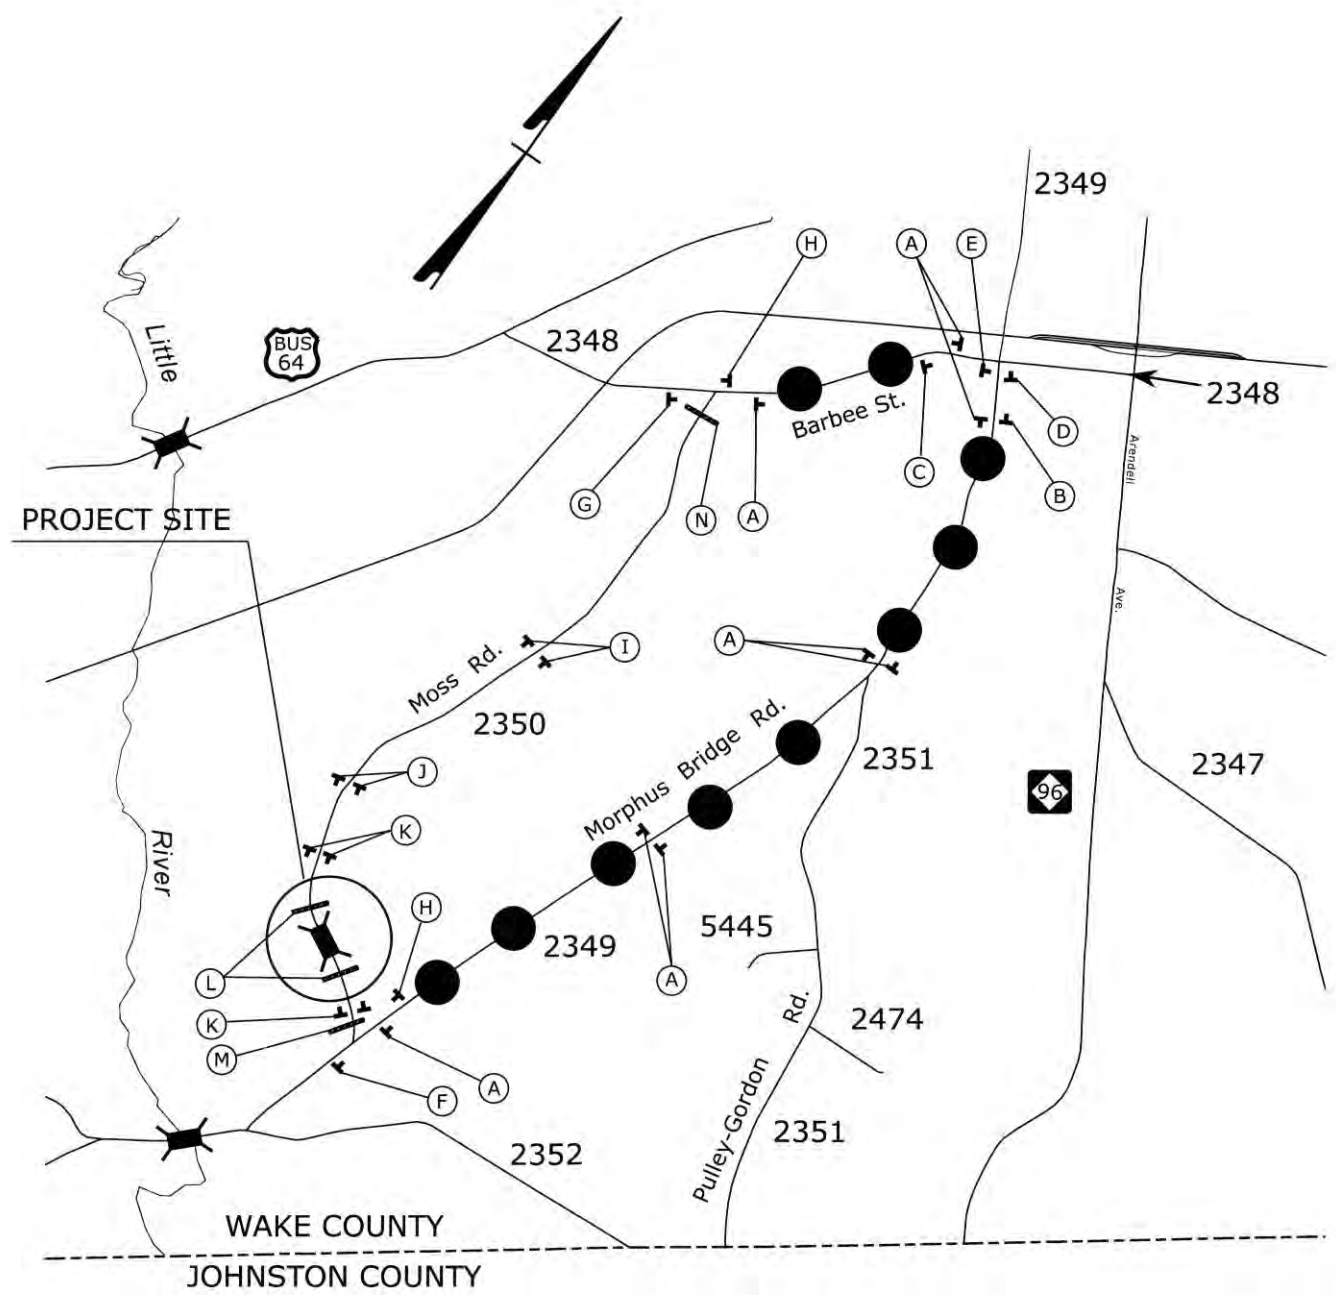 2349
H
A
E
Little
BUS
64
2348
2348
Barbee St.
D
Arendell
C
B
G
N
A
PROJECT SITE
Moss Rd.
I
A
Ave.
2350
Morphus Bridge Rd.
2351
2347
J
96
K
River
H
5445
2349
L
A
K
Rd.
2474
M
A
F
Pulley-Gordon
2351
2352
WAKE COUNTY
JOHNSTON COUNTY